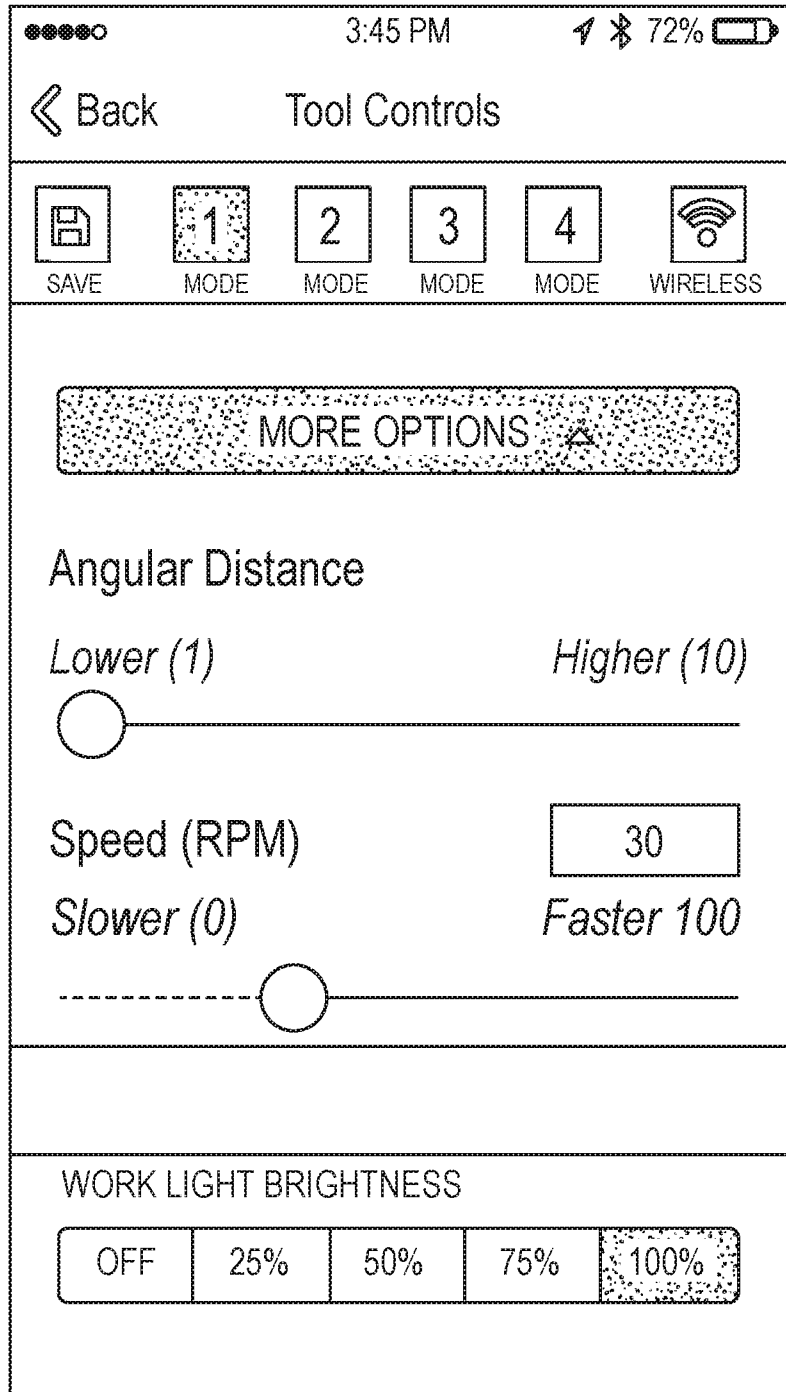 3:45 PM 72%
Back Tool Controls
1 2 3 4
SAVE MODE MODE MODE MODE WIRELESS
MORE OPTIONS
Angular Distance
Lower (1) Higher (10)
Speed (RPM) 30
Slower (0) Faster 100
WORK LIGHT BRIGHTNESS
OFF 25% 50% 75% 100%